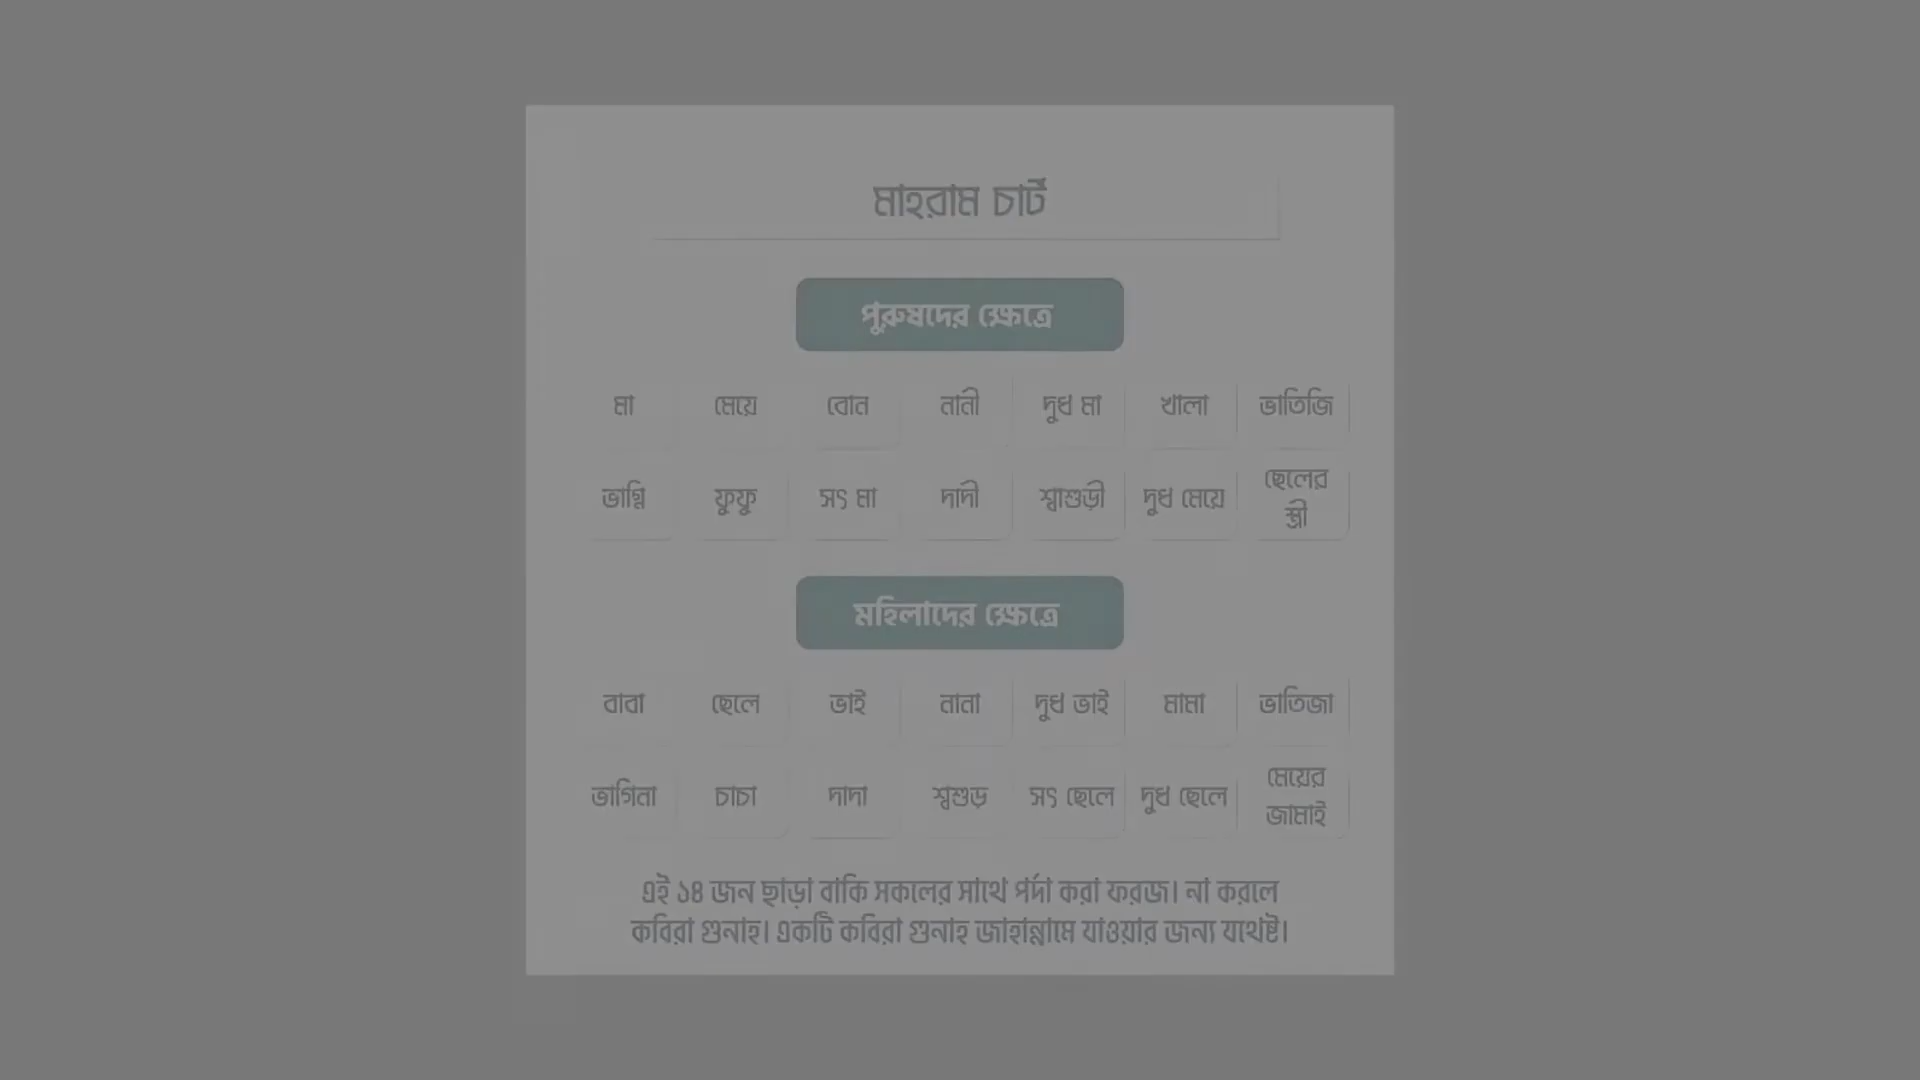 মাহরাম চার্ট
পুরুষদের ক্ষেত্রে
মা মেয়ে বোন নানী দুধ মা খালা ভাতিজি
ভাগ্নি ফুফু সৎ মা দাদী শ্বাশুড়ী দুধ মেয়ে ছেলের স্ত্রী
মহিলাদের ক্ষেত্রে
বাবা ছেলে ভাই নানা দুধ ভাই মামা ভাতিজা
ভাগিনা চাচা দাদা শ্বশুড় সৎ ছেলে দুধ ছেলে মেয়ের জামাই
এই ১৪ জন ছাড়া বাকি সকলের সাথে পর্দা করা ফরজ। না করলে
কবিরা গুনাহ। একটি কবিরা গুনাহ জাহান্নামে যাওয়ার জন্য যথেষ্ট।